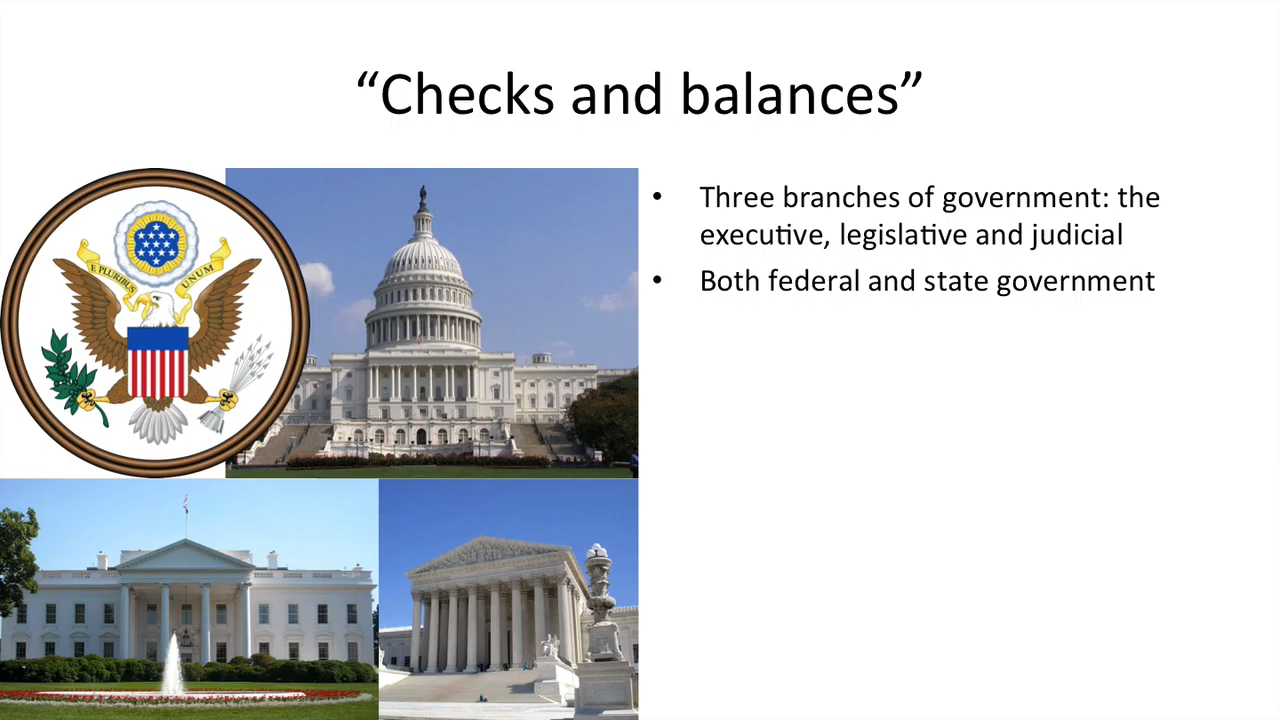 “Checks and balances”
E PLURIBUS UNUM
• Three branches of government: the
executive, legislative and judicial
• Both federal and state government